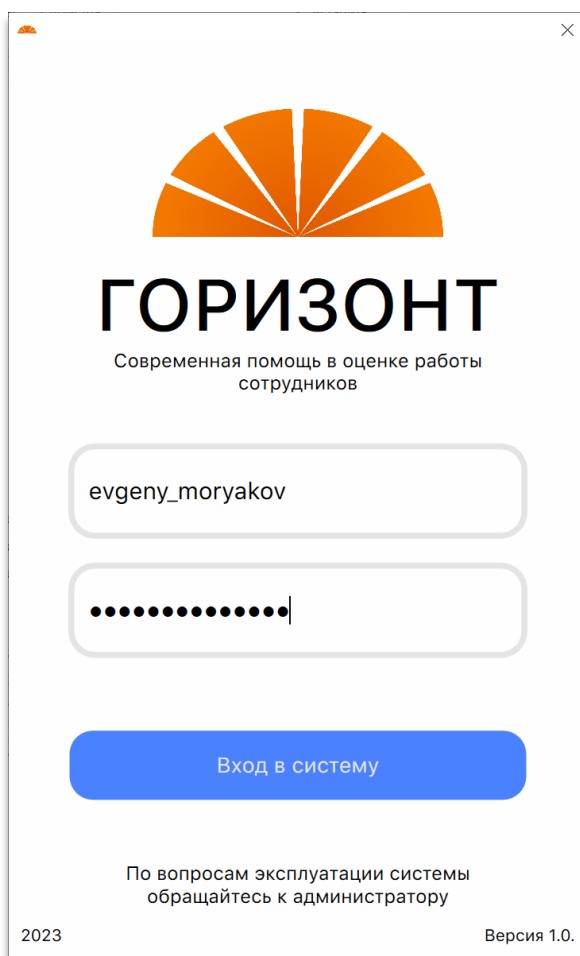 ГОРИЗОНТ
Современная помощь в оценке работы
сотрудников
evgeny_moryakov
●●●●●●●●●●●●●●
Вход в систему
По вопросам эксплуатации системы
обращайтесь к администратору
2023
Версия 1.0.